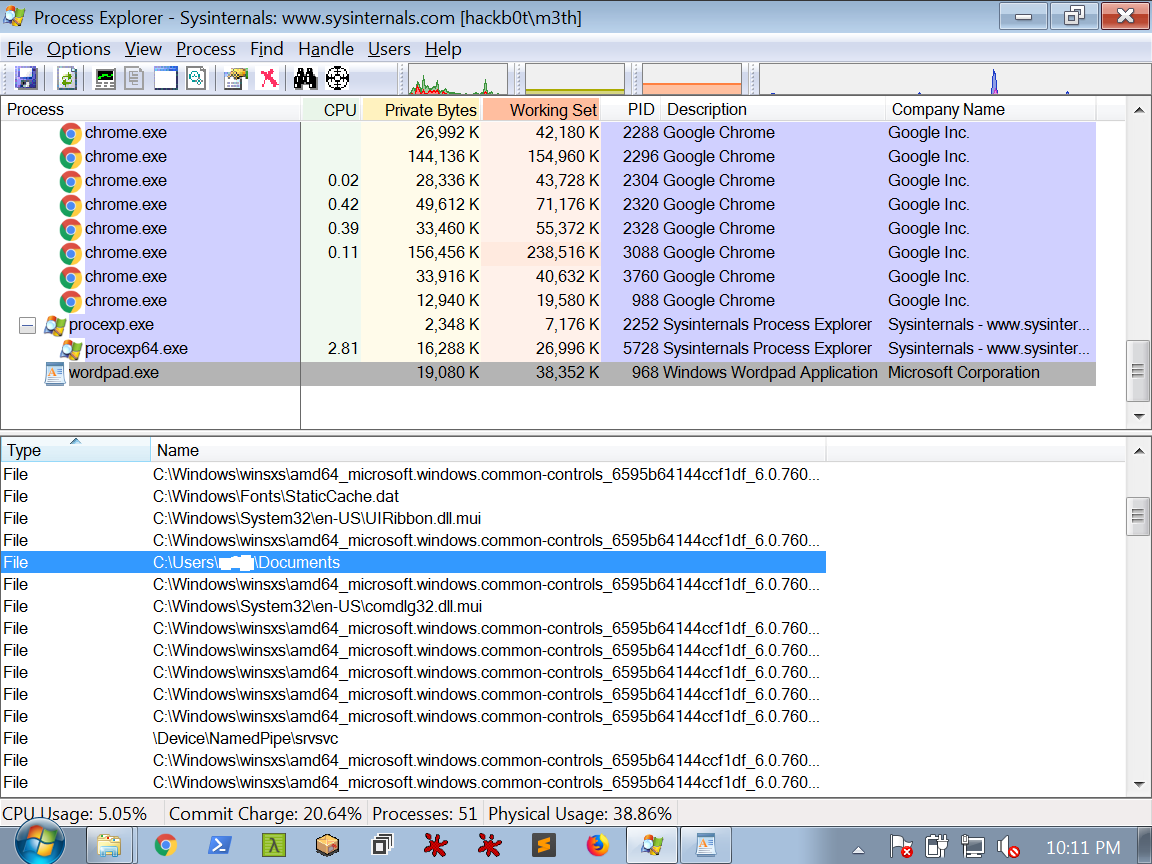 Process Explorer - Sysinternals: www.sysinternals.com [hackb0t\m3th]
File Options View Process Find Handle Users Help
Process CPU Private Bytes Working Set PID Description Company Name
chrome.exe 26,992 K 42,180 K 2288 Google Chrome Google Inc.
chrome.exe 144,136 K 154,960 K 2296 Google Chrome Google Inc.
chrome.exe 0.02 28,336 K 43,728 K 2304 Google Chrome Google Inc.
chrome.exe 0.42 49,612 K 71,176 K 2320 Google Chrome Google Inc.
chrome.exe 0.39 33,460 K 55,372 K 2328 Google Chrome Google Inc.
chrome.exe 0.11 156,456 K 238,516 K 3088 Google Chrome Google Inc.
chrome.exe 33,916 K 40,632 K 3760 Google Chrome Google Inc.
chrome.exe 12,940 K 19,580 K 988 Google Chrome Google Inc.
procexp.exe 2,348 K 7,176 K 2252 Sysinternals Process Explorer Sysinternals - www.sysinter...
procexp64.exe 2.81 16,288 K 26,996 K 5728 Sysinternals Process Explorer Sysinternals - www.sysinter...
wordpad.exe 19,080 K 38,352 K 968 Windows Wordpad Application Microsoft Corporation
Type Name
File C:\Windows\winsxs\amd64_microsoft.windows.common-controls_6595b64144ccf1df_6.0.760...
File C:\Windows\Fonts\StaticCache.dat
File C:\Windows\System32\en-US\UIRibbon.dll.mui
File C:\Windows\winsxs\amd64_microsoft.windows.common-controls_6595b64144ccf1df_6.0.760...
File C:\Users\ \Documents
File C:\Windows\winsxs\amd64_microsoft.windows.common-controls_6595b64144ccf1df_6.0.760...
File C:\Windows\System32\en-US\comdlg32.dll.mui
File C:\Windows\winsxs\amd64_microsoft.windows.common-controls_6595b64144ccf1df_6.0.760...
File C:\Windows\winsxs\amd64_microsoft.windows.common-controls_6595b64144ccf1df_6.0.760...
File C:\Windows\winsxs\amd64_microsoft.windows.common-controls_6595b64144ccf1df_6.0.760...
File C:\Windows\winsxs\amd64_microsoft.windows.common-controls_6595b64144ccf1df_6.0.760...
File C:\Windows\winsxs\amd64_microsoft.windows.common-controls_6595b64144ccf1df_6.0.760...
File \Device\NamedPipe\srvsvc
File C:\Windows\winsxs\amd64_microsoft.windows.common-controls_6595b64144ccf1df_6.0.760...
File C:\Windows\winsxs\amd64_microsoft.windows.common-controls_6595b64144ccf1df_6.0.760...
CPU Usage: 5.05% Commit Charge: 20.64% Processes: 51 Physical Usage: 38.86%
10:11 PM